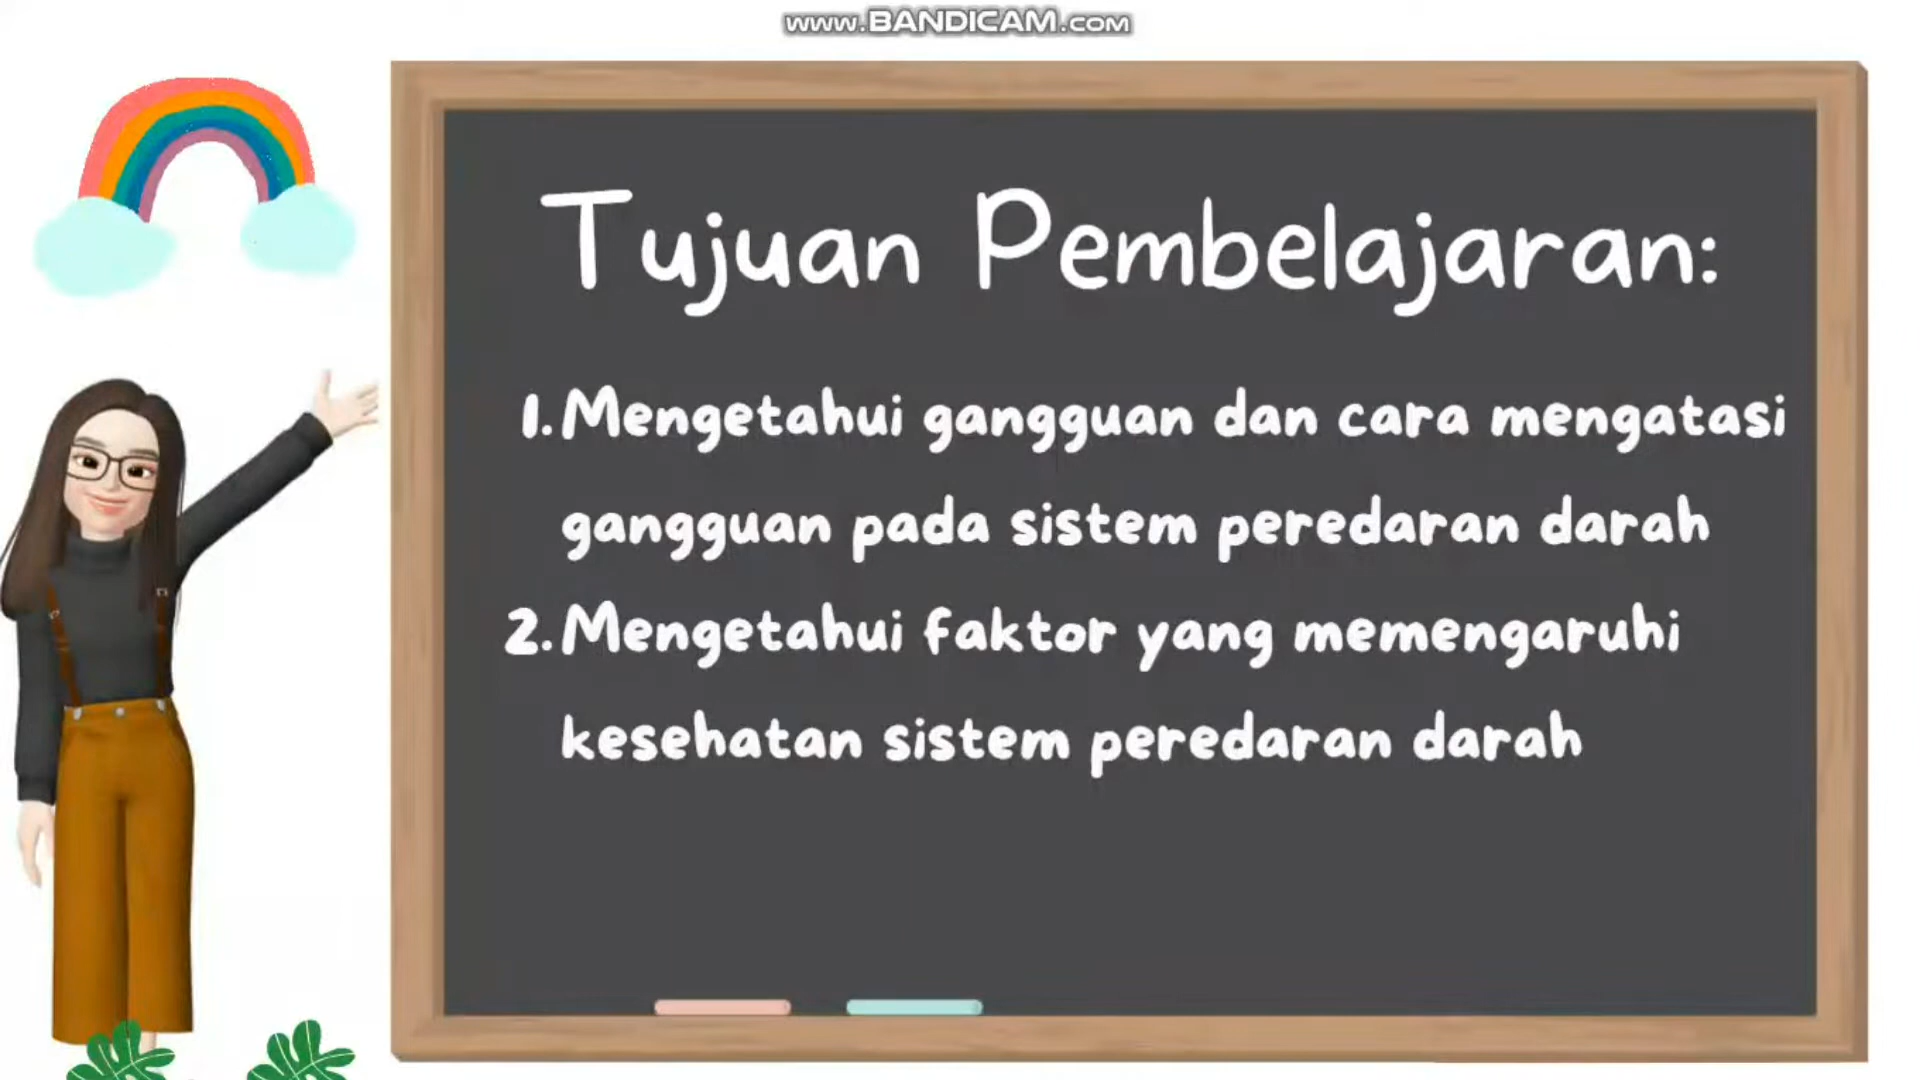 www.BANDICAM.com
Tujuan Pembelajaran:
1. Mengetahui gangguan dan cara mengatasi
gangguan pada sistem peredaran darah
2. Mengetahui faktor yang memengaruhi
kesehatan sistem peredaran darah